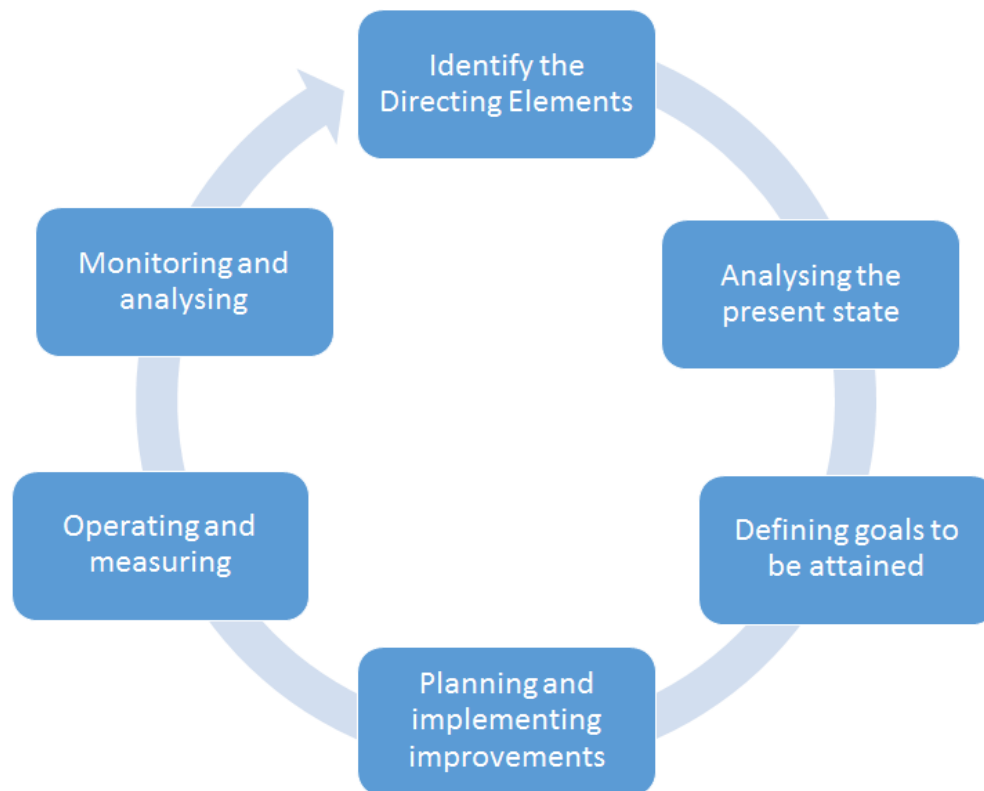 Identify the
Directing Elements
Analysing the
present state
Defining goals to
be attained
Planning and
implementing
improvements
Operating and
measuring
Monitoring and
analysing